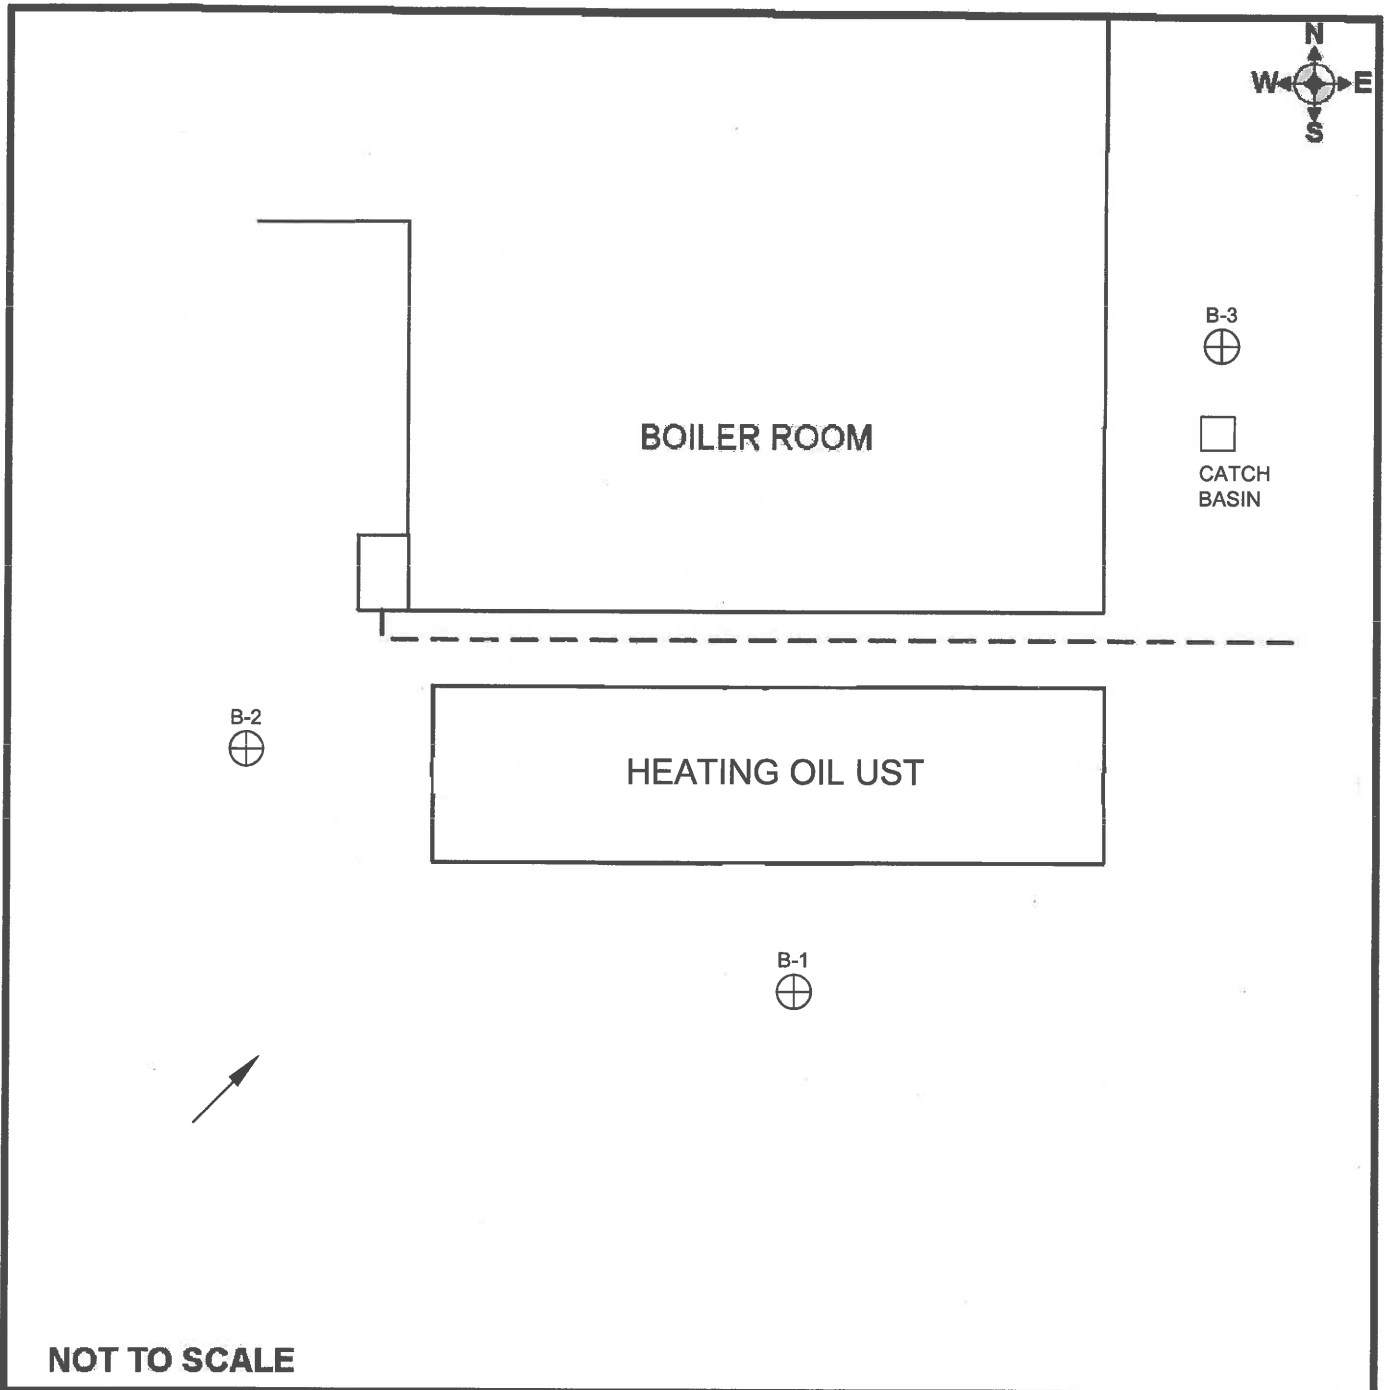 N
W E
S
B-3
BOILER ROOM
CATCH
BASIN
B-2
HEATING OIL UST
B-1
NOT TO SCALE